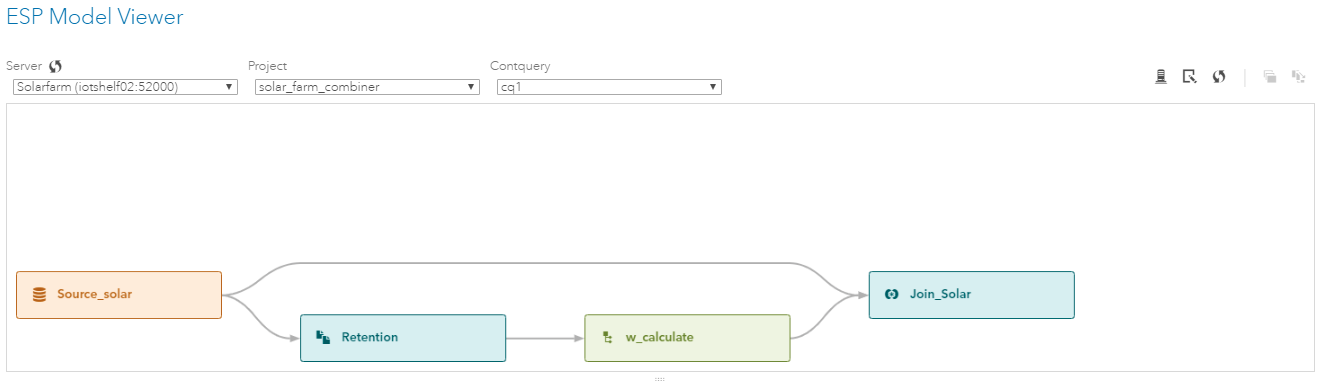 ESP Model Viewer
Server Project Contquery
Solarfarm (iotshelf02:52000) solar_farm_combiner cq1
Source_solar Join_Solar
Retention w_calculate